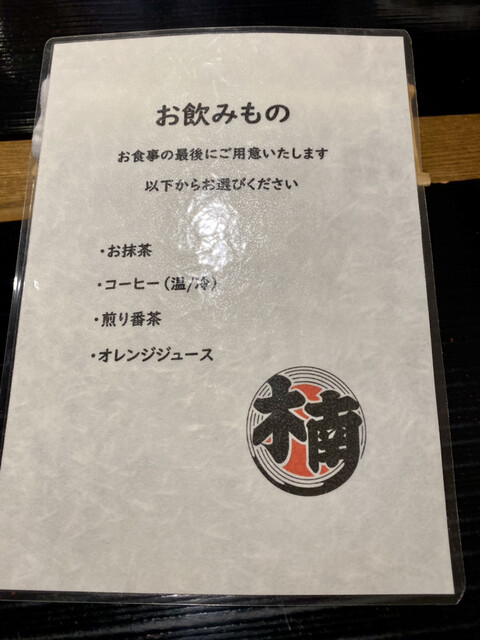 お飲みもの
お食事の最後にご用意いたします
以下からお選びください
・お抹茶
・コーヒー(温/冷)
・煎り番茶
・オレンジジュース
楠